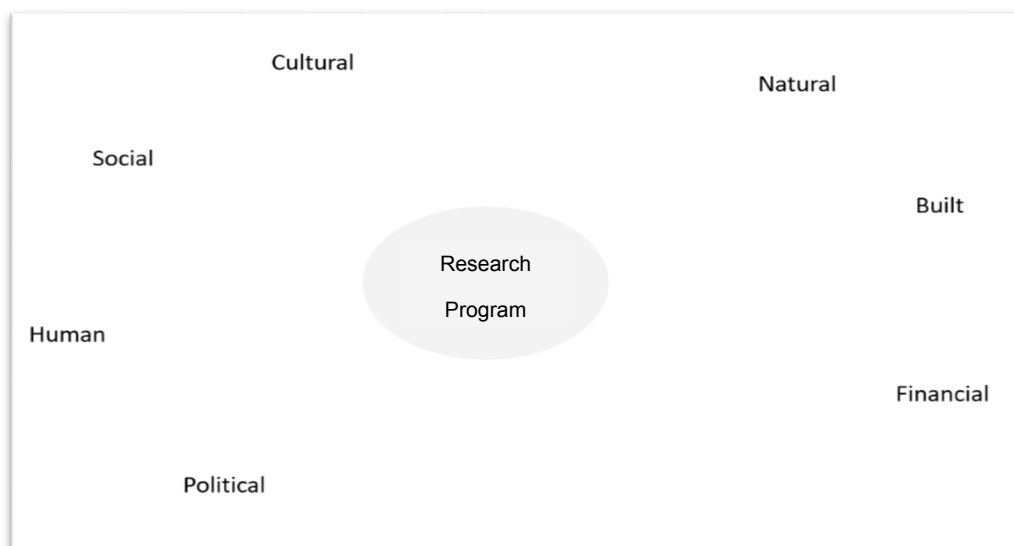 Cultural
Natural
Social
Built
Research
Program
Human
Financial
Political